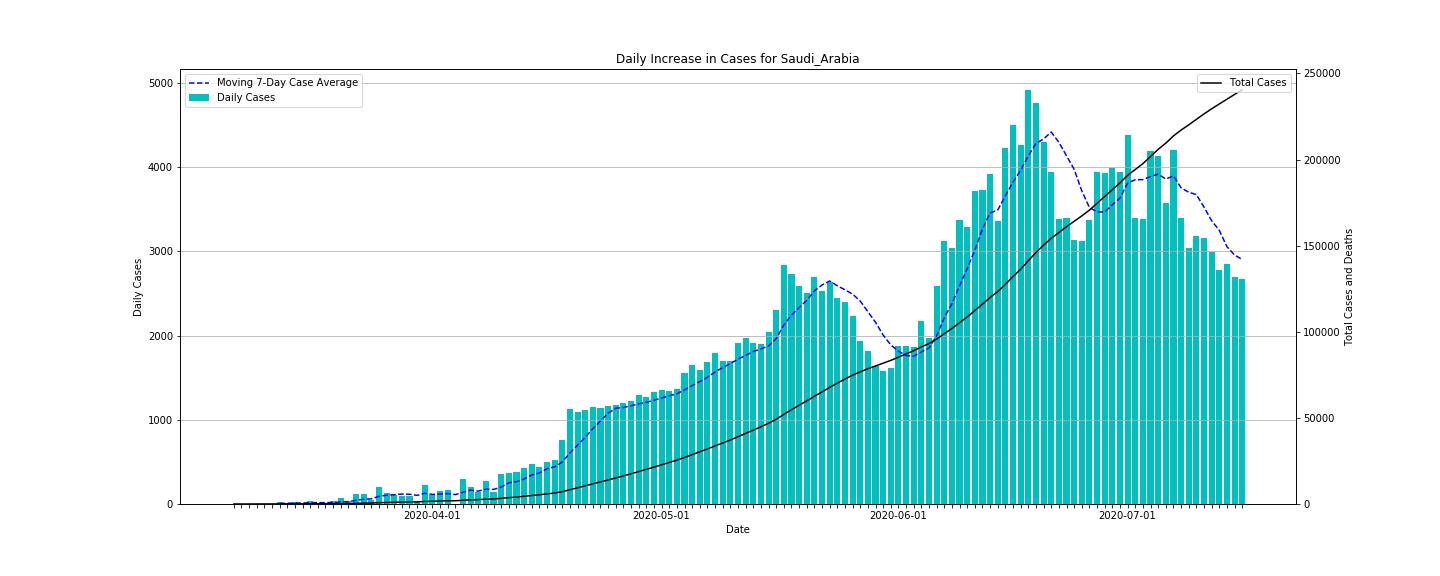 Daily Increase in Cases for Saudi_Arabia
Moving 7-Day Case Average
Daily Cases
Total Cases
5000
4000
3000
2000
1000
0
Daily Cases
250000
200000
150000
100000
50000
0
Total Cases and Deaths
2020-04-01
2020-05-01
2020-06-01
2020-07-01
Date